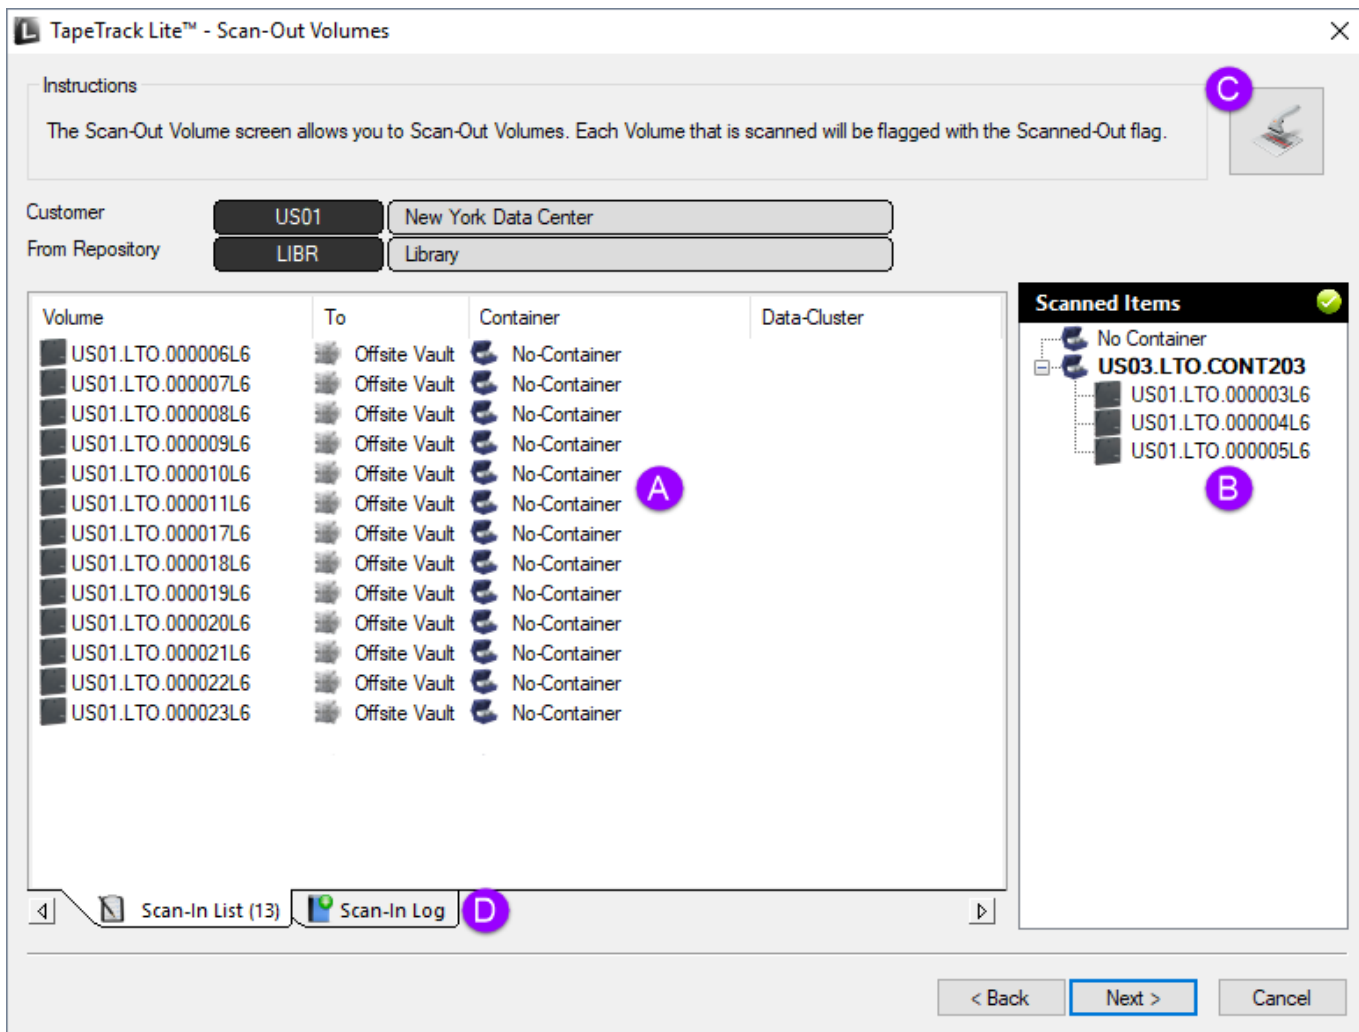 L TapeTrack Lite™ - Scan-Out Volumes
Instructions
C
The Scan-Out Volume screen allows you to Scan-Out Volumes. Each Volume that is scanned will be flagged with the Scanned-Out flag.
Customer US01 New York Data Center
From Repository LIBR Library
Volume To Container Data-Cluster
US01.LTO.000006L6 Offsite Vault No-Container
US01.LTO.000007L6 Offsite Vault No-Container
US01.LTO.000008L6 Offsite Vault No-Container
US01.LTO.000009L6 Offsite Vault No-Container
US01.LTO.000010L6 Offsite Vault No-Container
A
US01.LTO.000011L6 Offsite Vault No-Container
US01.LTO.000017L6 Offsite Vault No-Container
US01.LTO.000018L6 Offsite Vault No-Container
US01.LTO.000019L6 Offsite Vault No-Container
US01.LTO.000020L6 Offsite Vault No-Container
US01.LTO.000021L6 Offsite Vault No-Container
US01.LTO.000022L6 Offsite Vault No-Container
US01.LTO.000023L6 Offsite Vault No-Container
Scanned Items
No Container
US03.LTO.CONT203
US01.LTO.000003L6
US01.LTO.000004L6
US01.LTO.000005L6
B
Scan-In List (13) Scan-In Log D
< Back Next > Cancel